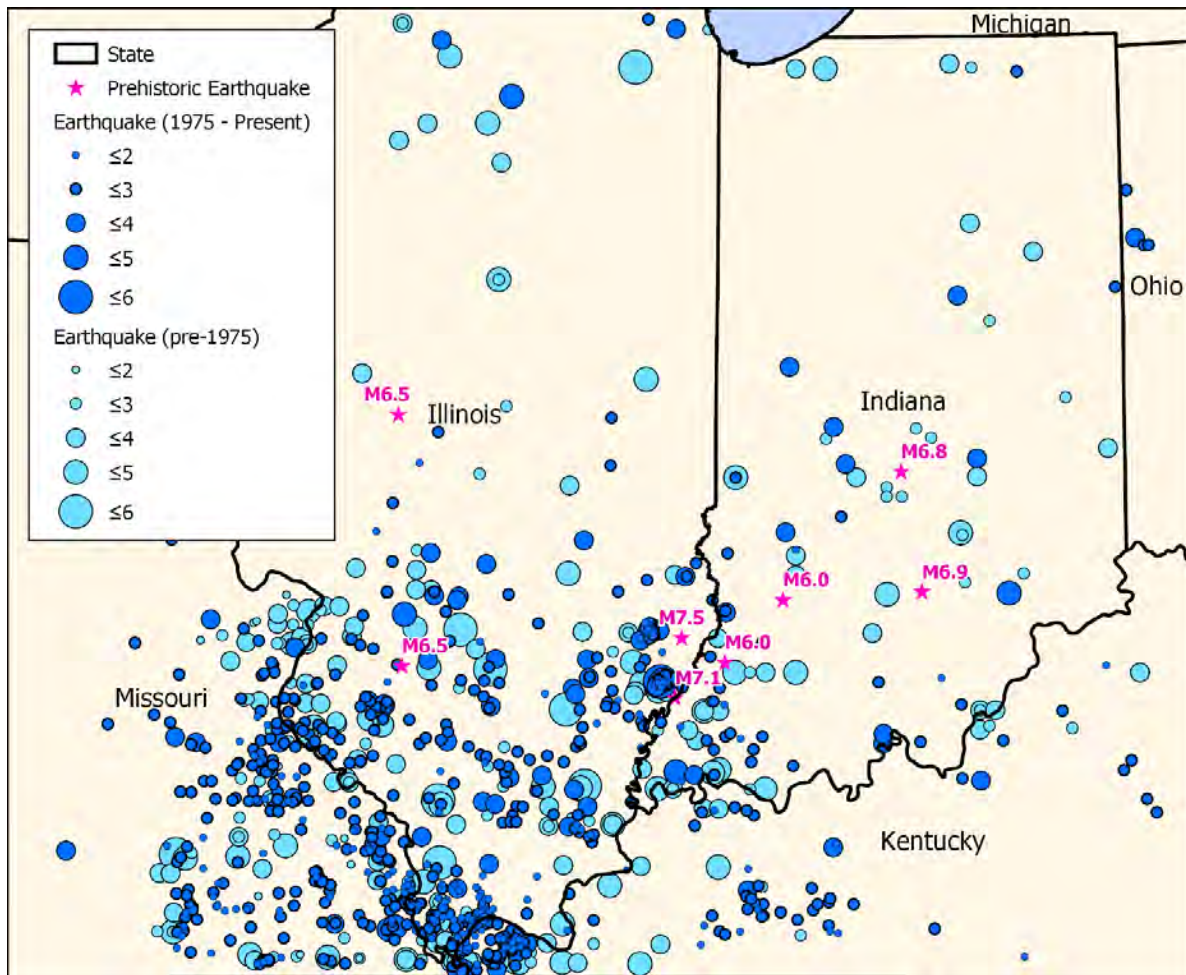 State
Prehistoric Earthquake
Earthquake (1975 - Present)
≤2
≤3
≤4
≤5
≤6
Earthquake (pre-1975)
≤2
≤3
≤4
≤5
≤6
Michigan
Ohio
M6.5
Illinois
Indiana
M6.8
M6.0
M6.9
M7.5
M6.0
M6.5
M7.1
Missouri
Kentucky